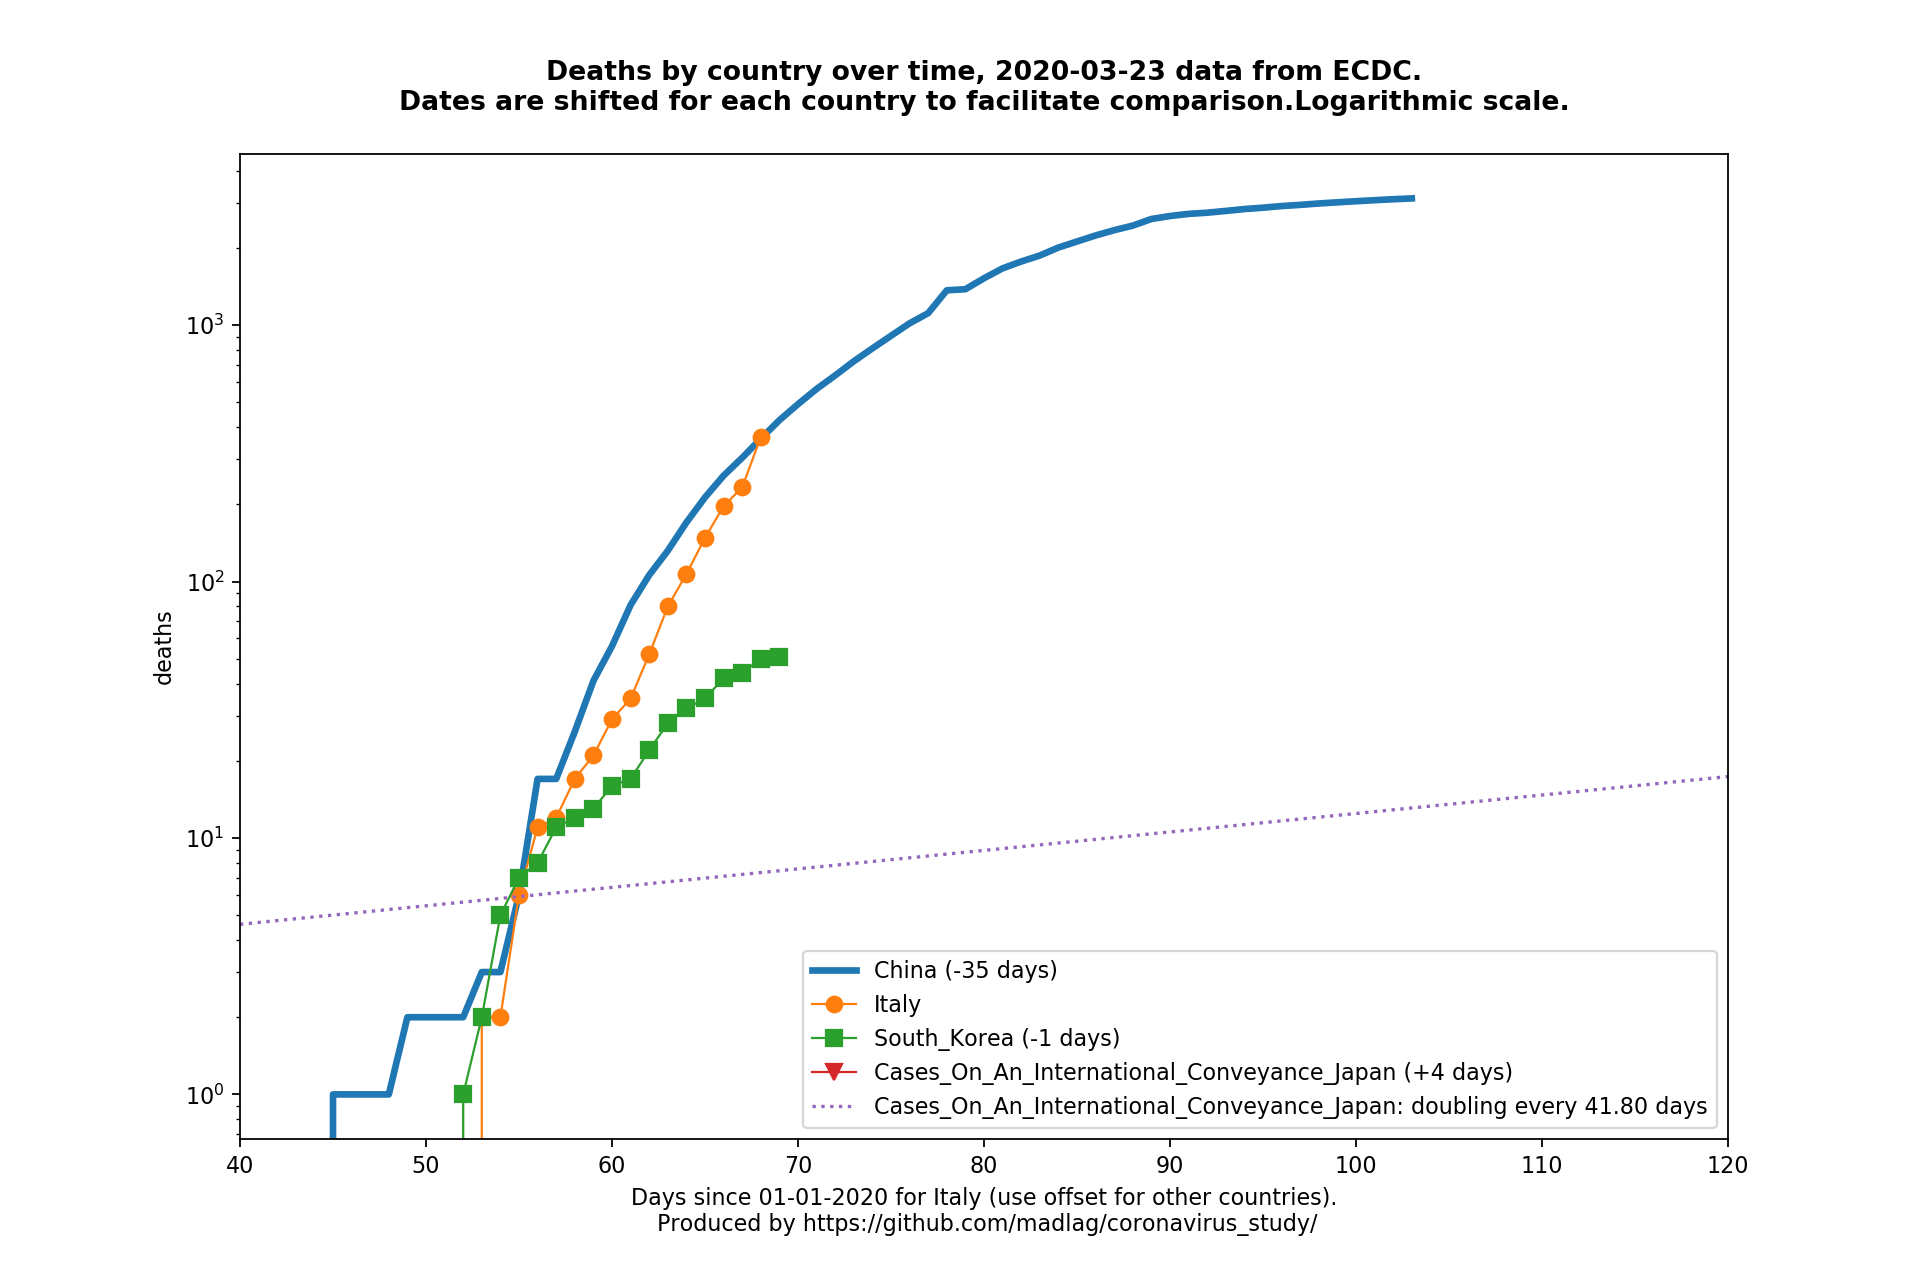 Deaths by country over time, 2020-03-23 data from ECDC.
Dates are shifted for each country to facilitate comparison.Logarithmic scale.
deaths
10³
10²
10¹
10⁰
China (-35 days)
Italy
South_Korea (-1 days)
Cases_On_An_International_Conveyance_Japan (+4 days)
Cases_On_An_International_Conveyance_Japan: doubling every 41.80 days
40 50 60 70 80 90 100 110 120
Days since 01-01-2020 for Italy (use offset for other countries).
Produced by https://github.com/madlag/coronavirus_study/